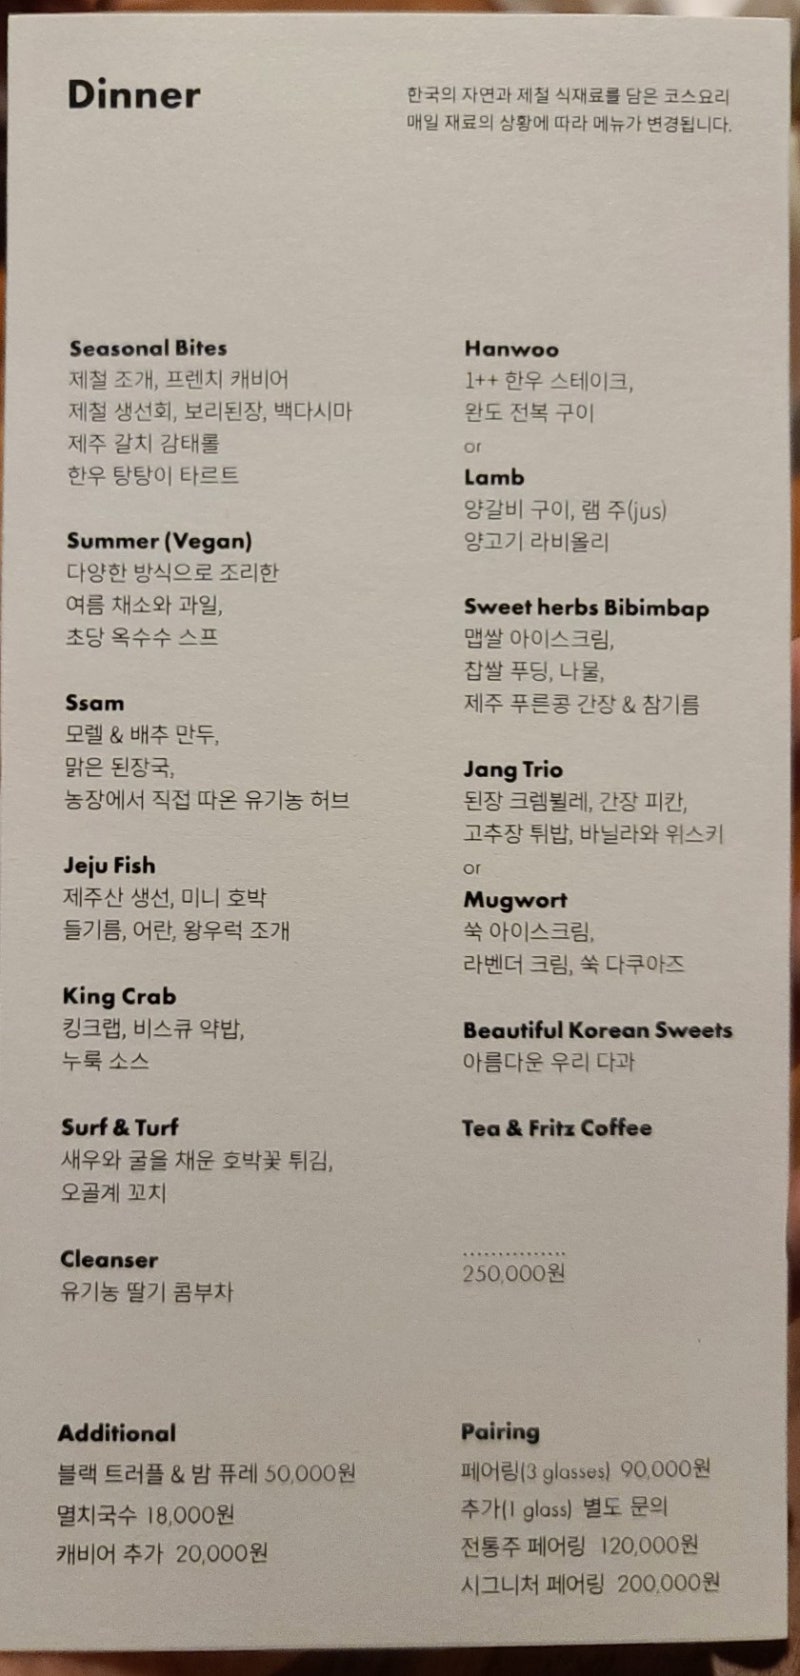 Dinner
한국의 자연과 제철 식재료를 담은 코스요리
매일 재료의 상황에 따라 메뉴가 변경됩니다.
Seasonal Bites
제철 조개, 프렌치 캐비어
제철 생선회, 보리된장, 백다시마
제주 갈치 감태롤
한우 탕탕이 타르트
Summer (Vegan)
다양한 방식으로 조리한
여름 채소와 과일,
초당 옥수수 스프
Ssam
모렐 & 배추 만두,
맑은 된장국,
농장에서 직접 따온 유기농 허브
Jeju Fish
제주산 생선, 미니 호박
들기름, 어란, 왕우럭 조개
King Crab
킹크랩, 비스큐 약밥,
누룩 소스
Surf & Turf
새우와 굴을 채운 호박꽃 튀김,
오골계 꼬치
Cleanser
유기농 딸기 콤부차
Hanwoo
1++ 한우 스테이크,
완도 전복 구이
or
Lamb
양갈비 구이, 램 주(jus)
양고기 라비올리
Sweet herbs Bibimbap
맵쌀 아이스크림,
찹쌀 푸딩, 나물,
제주 푸른콩 간장 & 참기름
Jang Trio
된장 크렘뷜레, 간장 피칸,
고추장 튀밥, 바닐라와 위스키
or
Mugwort
쑥 아이스크림,
라벤더 크림, 쑥 다쿠아즈
Beautiful Korean Sweets
아름다운 우리 다과
Tea & Fritz Coffee
250,000원
Additional
블랙 트러플 & 밤 퓨레 50,000원
멸치국수 18,000원
캐비어 추가 20,000원
Pairing
페어링(3 glasses) 90,000원
추가(1 glass) 별도 문의
전통주 페어링 120,000원
시그니처 페어링 200,000원